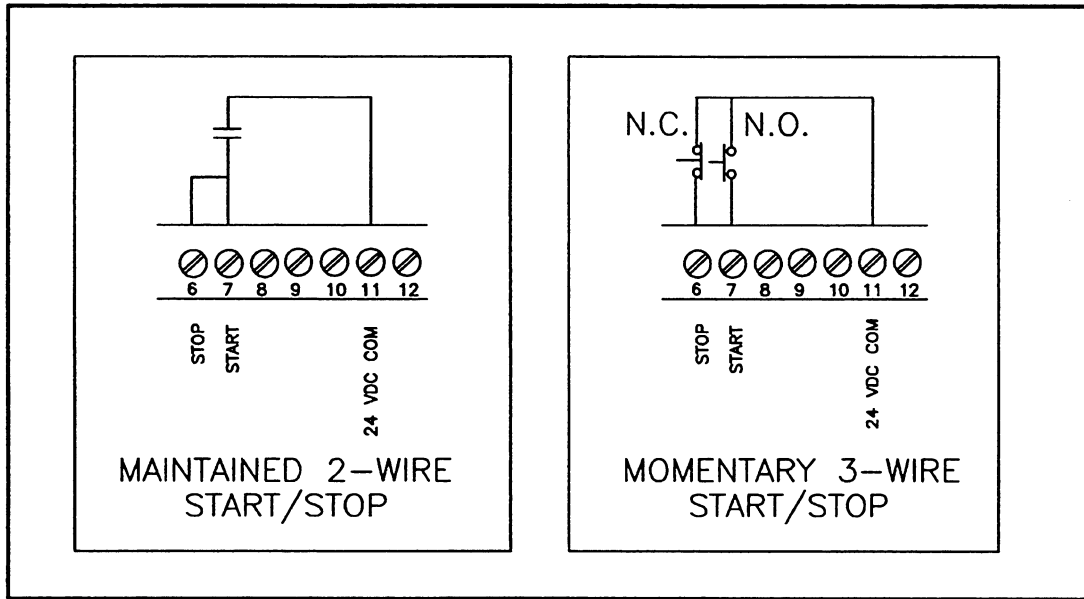 6 7 8 9 10 11 12
STOP
START
24 VDC COM
MAINTAINED 2-WIRE
START/STOP
N.C. N.O.
6 7 8 9 10 11 12
STOP
START
24 VDC COM
MOMENTARY 3-WIRE
START/STOP